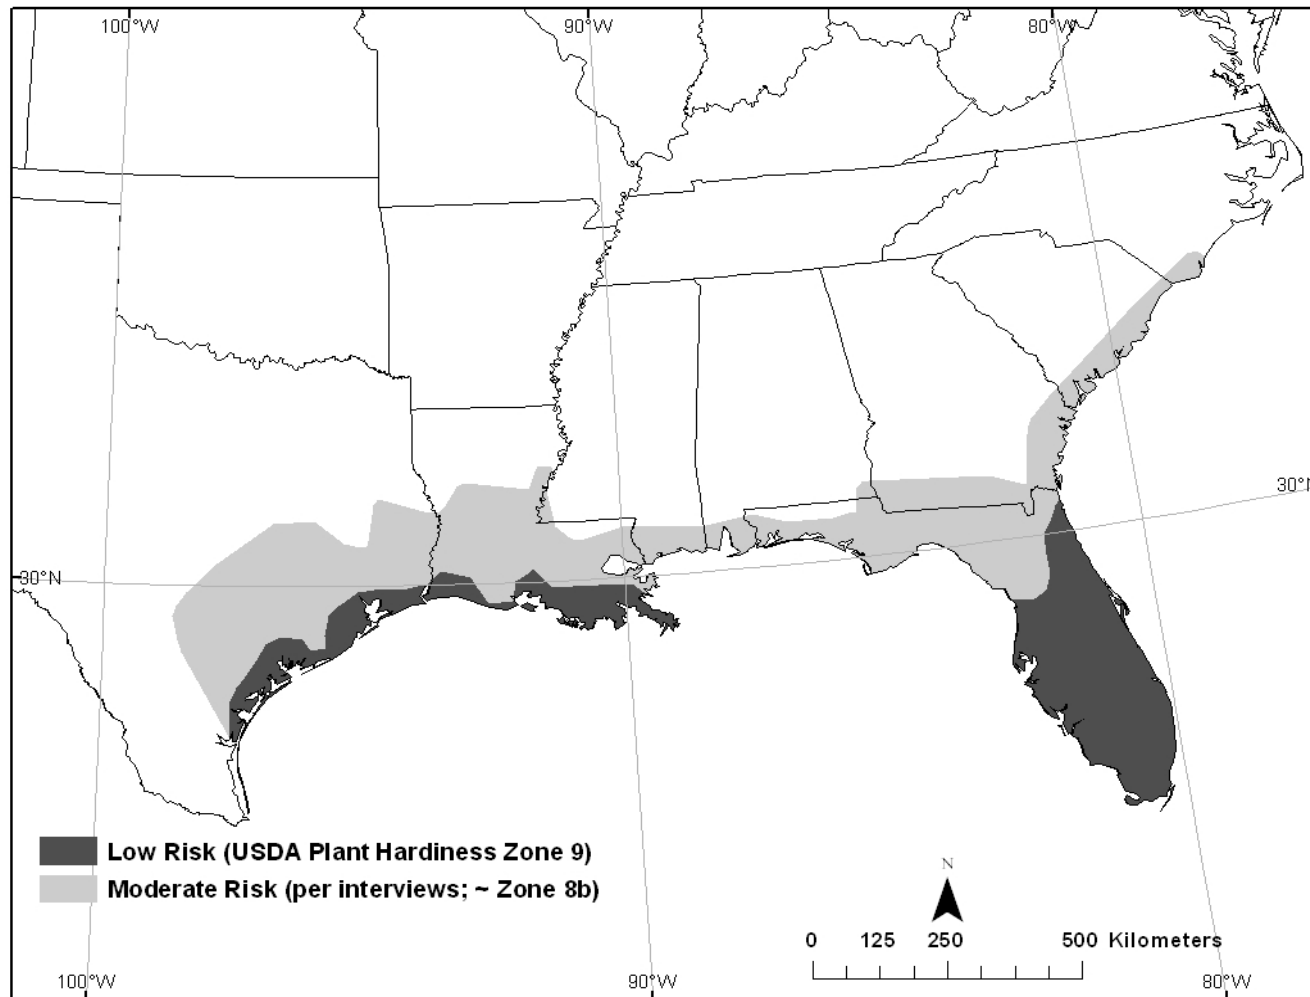 100°W 90°W 80°W
30°N
30°N
Low Risk (USDA Plant Hardiness Zone 9)
Moderate Risk (per interviews; ~ Zone 8b)
N
0 125 250 500 Kilometers
100°W 90°W 80°W